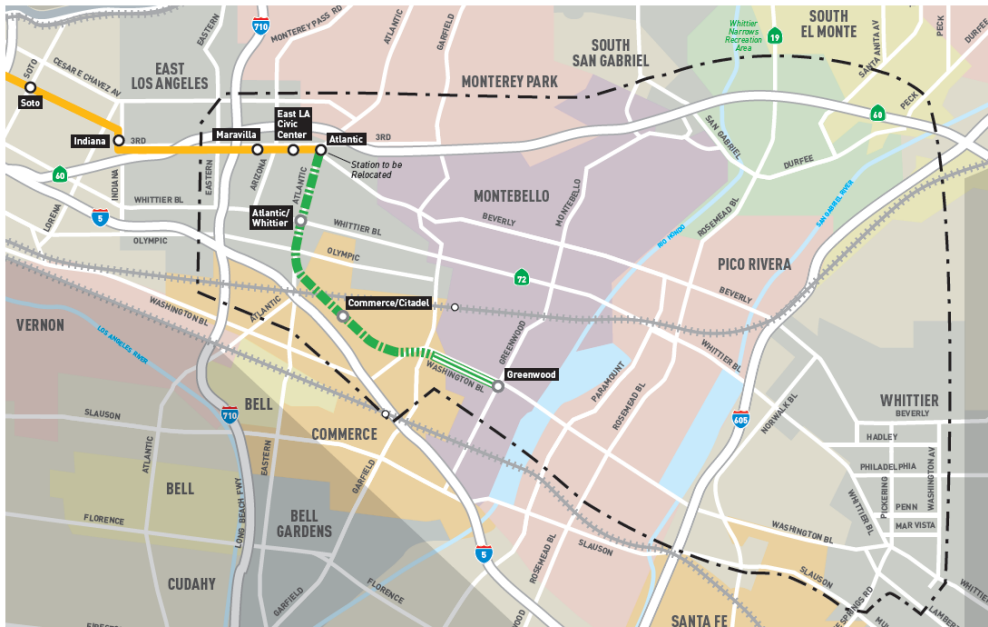 EASTERN
710
MONTEREY PASS RD
ATLANTIC
GARFIELD
Whittier
Narrows
Recreation
Area
19
SOUTH
EL MONTE
SANTA ANITA AV
PECK
DURFEE
SOUTH
SAN GABRIEL
SOTO
CESAR E CHAVEZ AV
EAST
LOS ANGELES
MONTEREY PARK
PECK
Soto
60
SAN GABRIEL
East LA
Civic
Center
Indiana
3RD
Maravilla
Atlantic
3RD
Station to be
Relocated
DURFEE
60
INDIANA
EASTERN
ARIZONA
ATLANTIC
MONTEBELLO
MONTEBELLO
ROSEMEAD BL
SAN GABRIEL RIVER
LORENA
5
WHITTIER BL
Atlantic/
Whittier
WHITTIER BL
BEVERLY
RIO HONDO
OLYMPIC
OLYMPIC
72
PICO RIVERA
BEVERLY
WASHINGTON BL
ATLANTIC
Commerce/Citadel
VERNON
LOS ANGELES RIVER
GREENWOOD
WHITTIER BL
WASHINGTON BL
Greenwood
PARAMOUNT
ROSEMEAD BL
710
BELL
COMMERCE
605
NORWALK BL
WHITTIER
BEVERLY
SLAUSON
ATLANTIC
EASTERN
GARFIELD
HADLEY
PHILADELPHIA
PICKERING
WASHINGTON AV
BELL
LONG BEACH FWY
WHITTIER BL
PENN
MAR VISTA
FLORENCE
BELL
GARDENS
5
ROSEMEAD BL
SLAUSON
WASHINGTON BL
CUDAHY
GARFIELD
FLORENCE
SLAUSON
WHITTIER
SANTA FE